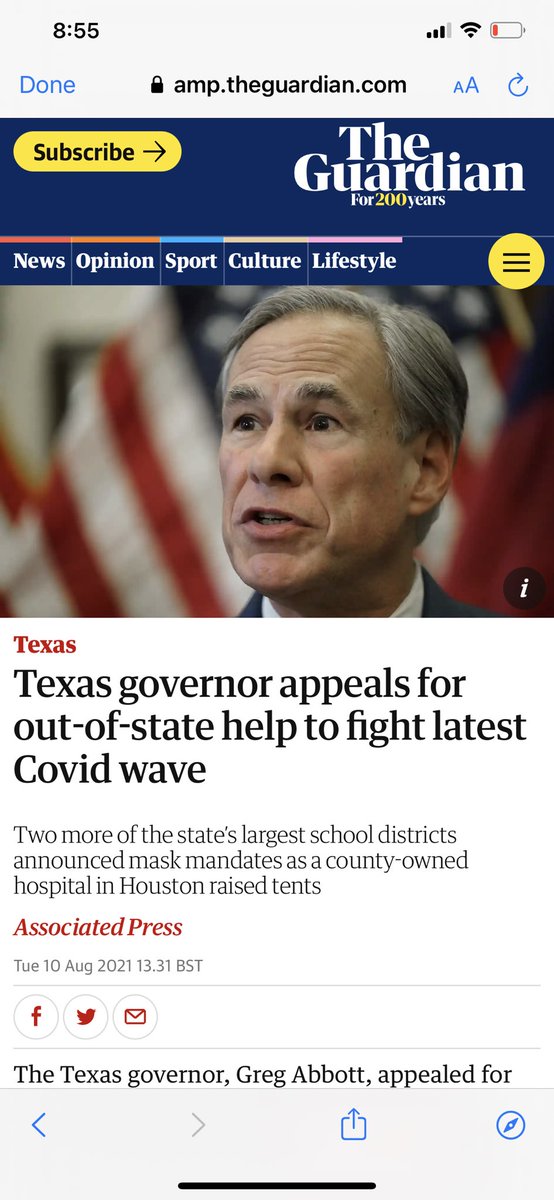 8:55
Done
amp.theguardian.com
AA
Subscribe →
The
Guardian
For 200 years
News Opinion Sport Culture Lifestyle
i
Texas
Texas governor appeals for
out-of-state help to fight latest
Covid wave
Two more of the state's largest school districts
announced mask mandates as a county-owned
hospital in Houston raised tents
Associated Press
Tue 10 Aug 2021 13.31 BST
The Texas governor, Greg Abbott, appealed for